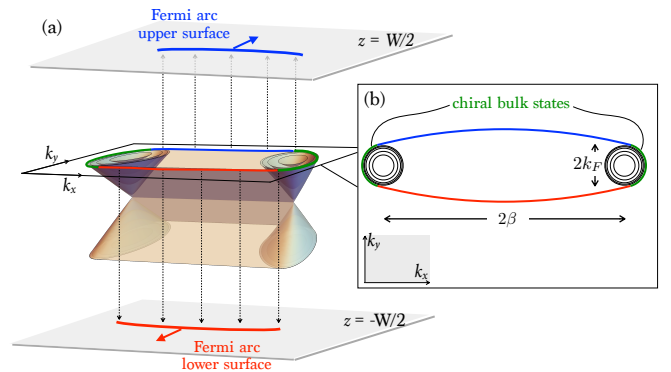 (a)
Fermi arc
upper surface
z = W/2
k_y
k_x
z = -W/2
Fermi arc
lower surface
(b)
chiral bulk states
2k_F
2β
k_y
k_x